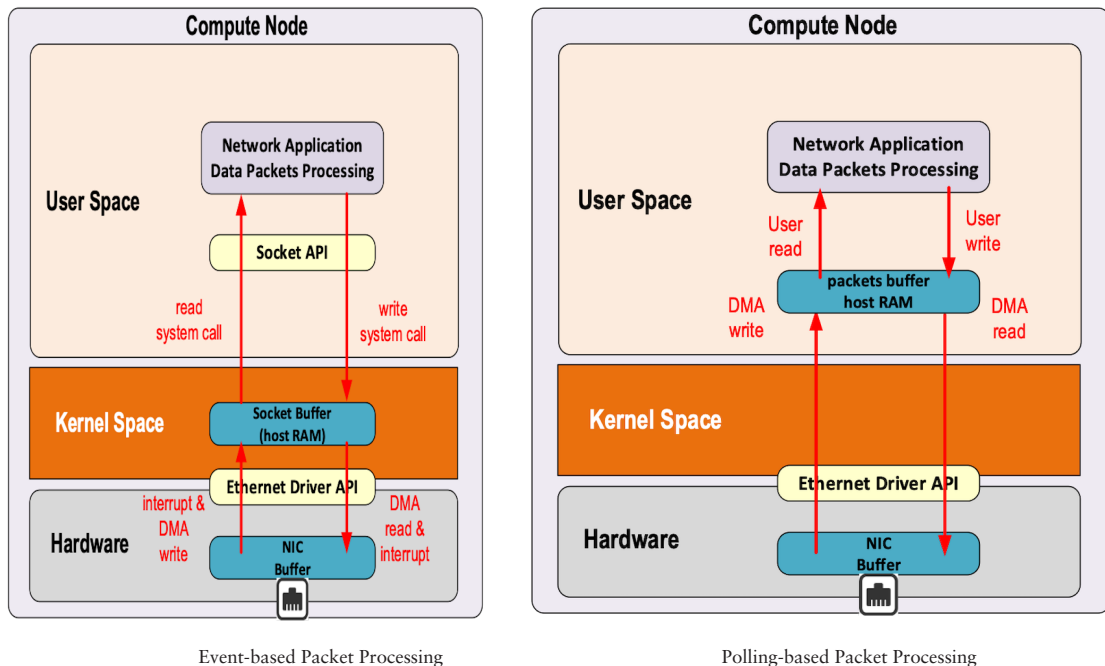 Compute Node
Network Application
Data Packets Processing
User Space
Socket API
read
system call
write
system call
Kernel Space
Socket Buffer
(host RAM)
Ethernet Driver API
interrupt &
DMA
write
DMA
read &
interrupt
Hardware
NIC
Buffer
Event-based Packet Processing
Compute Node
Network Application
Data Packets Processing
User Space
User
read
User
write
packets buffer
host RAM
DMA
write
DMA
read
Kernel Space
Ethernet Driver API
Hardware
NIC
Buffer
Polling-based Packet Processing